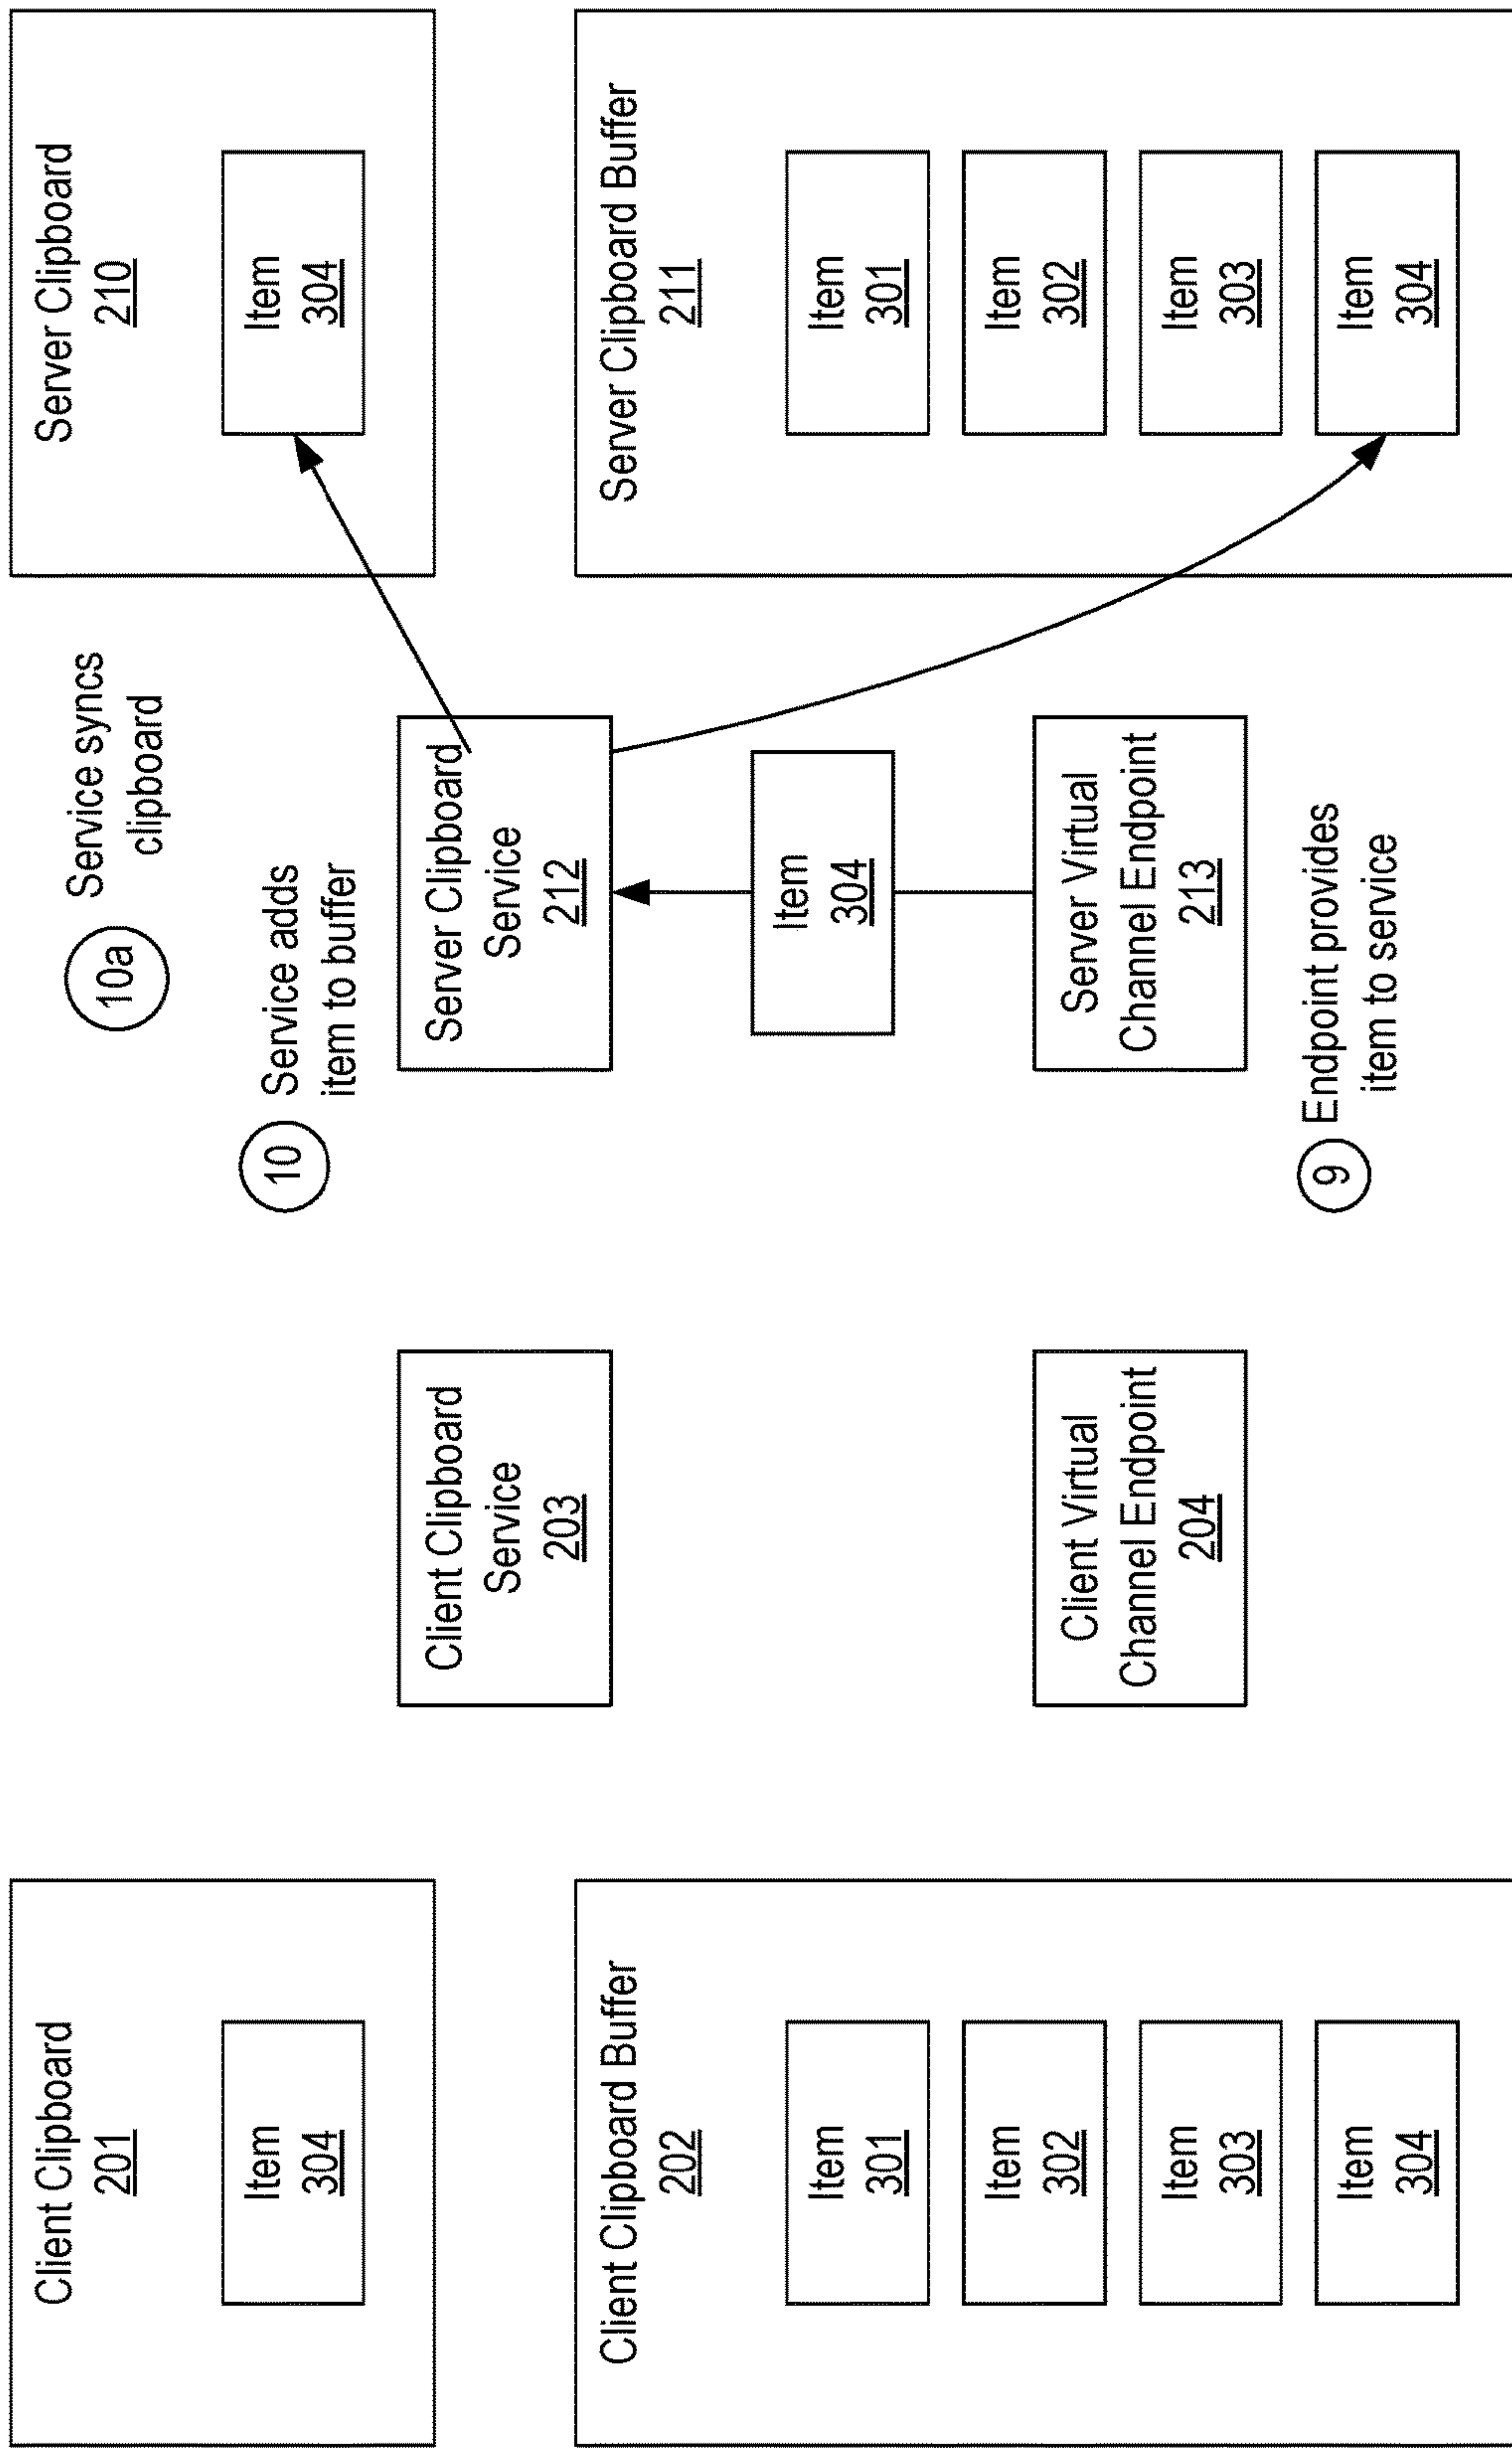 Client Clipboard
201
Item
304
Client Clipboard Buffer
202
Item
301
Item
302
Item
303
Item
304
Client Clipboard
Service
203
Client Virtual
Channel Endpoint
204
10a
Service syncs
clipboard
10
Service adds
item to buffer
Server Clipboard
Service
212
Item
304
Server Virtual
Channel Endpoint
213
9
Endpoint provides
item to service
Server Clipboard
210
Item
304
Server Clipboard Buffer
211
Item
301
Item
302
Item
303
Item
304